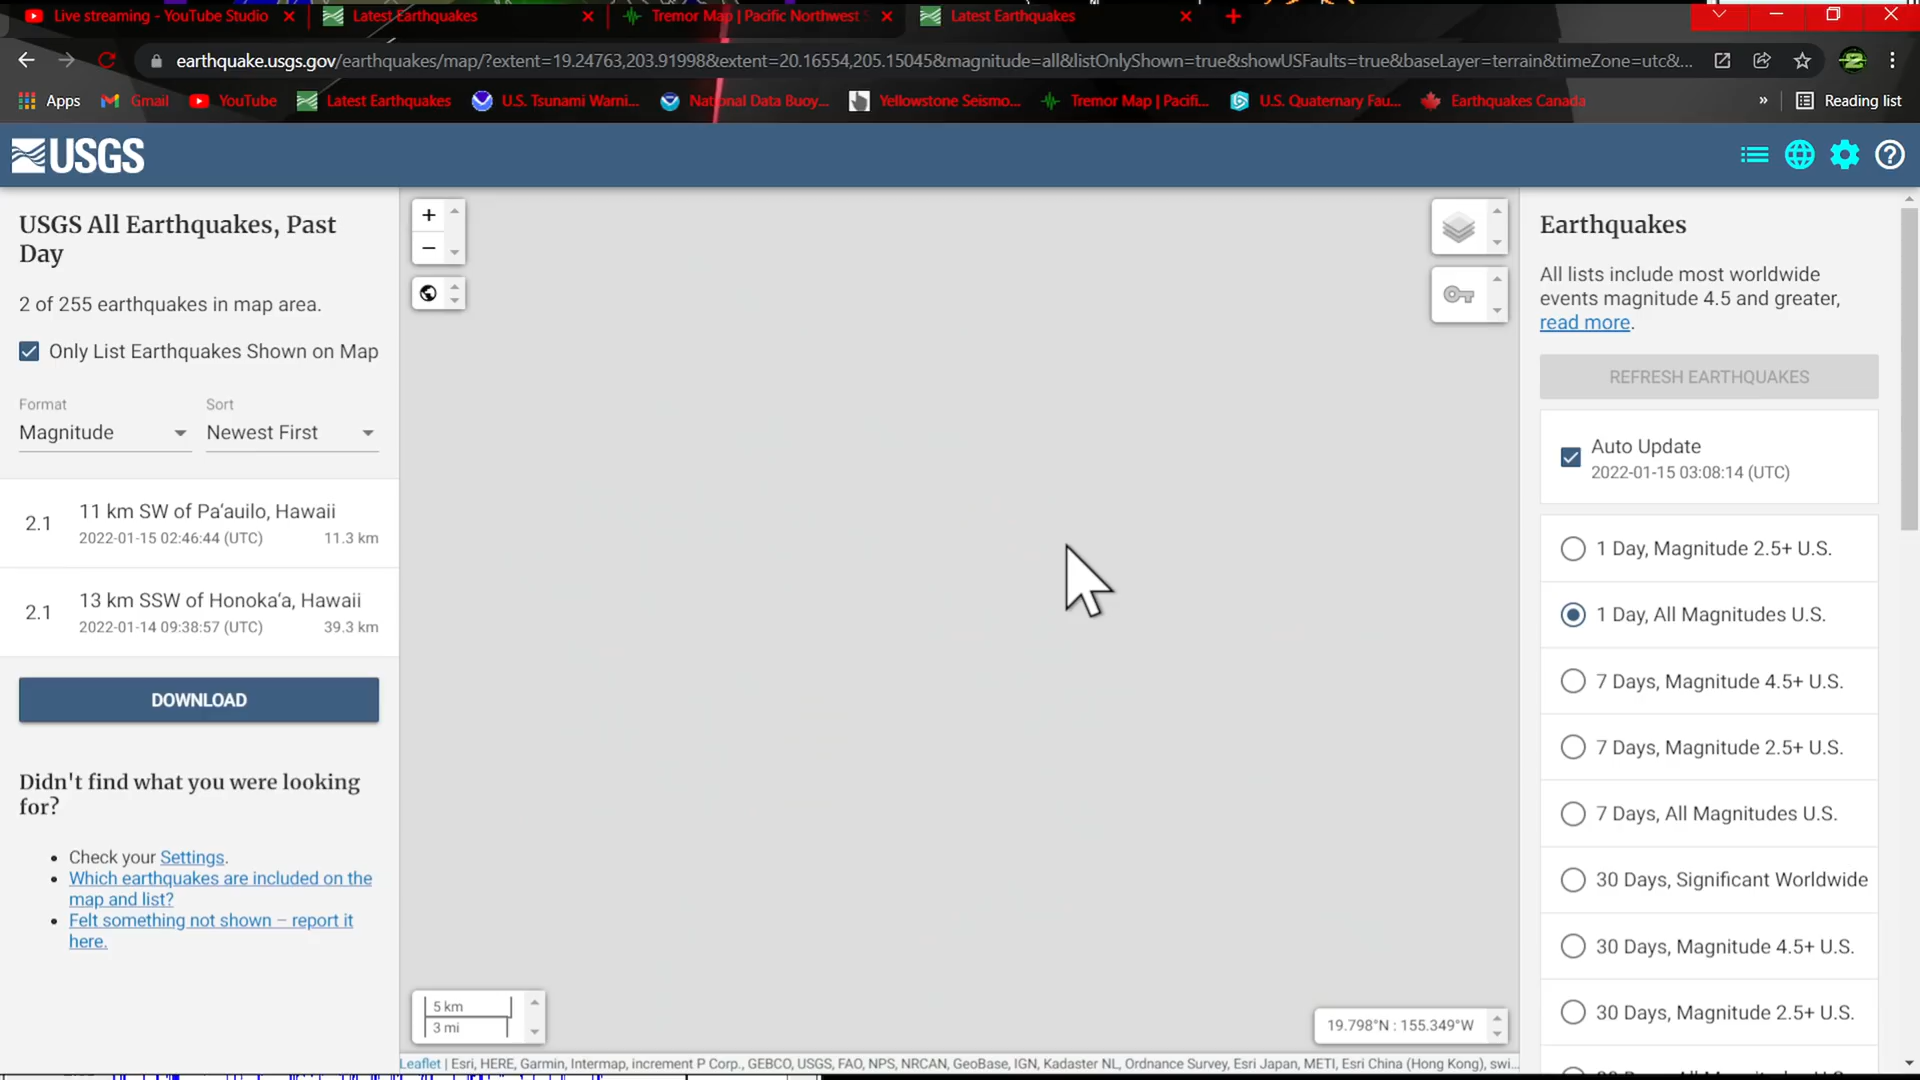 Live streaming - YouTube Studio
Latest Earthquakes
Tremor Map | Pacific Northwest S
Latest Earthquakes
earthquake.usgs.gov/earthquakes/map/?extent=19.24763,203.91998&extent=20.16554,205.15045&magnitude=all&listOnlyShown=true&showUSFaults=true&baseLayer=terrain&timeZone=utc&...
Apps
Gmail
YouTube
Latest Earthquakes
U.S. Tsunami Warni...
National Data Buoy...
Yellowstone Seismo...
Tremor Map | Pacifi...
U.S. Quaternary Fau...
Earthquakes Canada
»
Reading list
USGS
USGS All Earthquakes, Past
Day
2 of 255 earthquakes in map area.
Only List Earthquakes Shown on Map
Format
Sort
Magnitude
Newest First
2.1
11 km SW of Pa‘auilo, Hawaii
2022-01-15 02:46:44 (UTC)
11.3 km
2.1
13 km SSW of Honoka‘a, Hawaii
2022-01-14 09:38:57 (UTC)
39.3 km
DOWNLOAD
Didn't find what you were looking
for?
• Check your Settings.
• Which earthquakes are included on the
map and list?
• Felt something not shown – report it
here.
+
−
5 km
3 mi
19.798°N : 155.349°W
Leaflet | Esri, HERE, Garmin, Intermap, increment P Corp., GEBCO, USGS, FAO, NPS, NRCAN, GeoBase, IGN, Kadaster NL, Ordnance Survey, Esri Japan, METI, Esri China (Hong Kong), swi...
Earthquakes
All lists include most worldwide
events magnitude 4.5 and greater,
read more.
REFRESH EARTHQUAKES
Auto Update
2022-01-15 03:08:14 (UTC)
1 Day, Magnitude 2.5+ U.S.
1 Day, All Magnitudes U.S.
7 Days, Magnitude 4.5+ U.S.
7 Days, Magnitude 2.5+ U.S.
7 Days, All Magnitudes U.S.
30 Days, Significant Worldwide
30 Days, Magnitude 4.5+ U.S.
30 Days, Magnitude 2.5+ U.S.